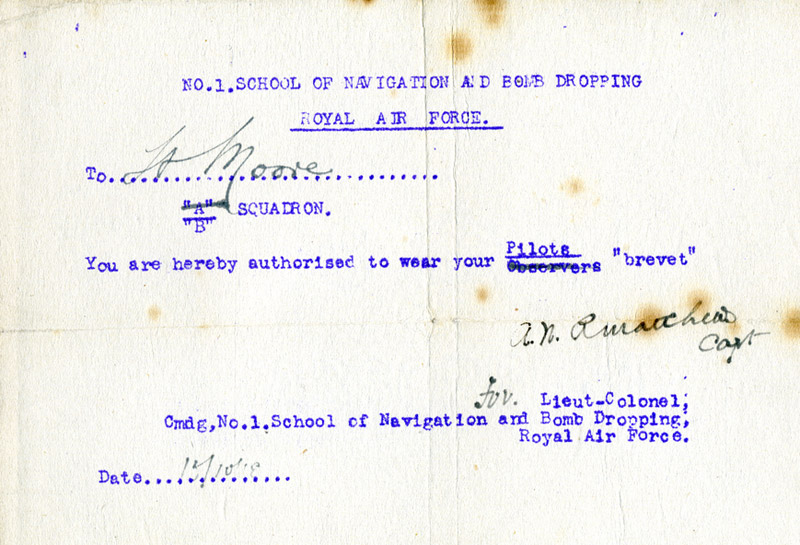 NO.1.SCHOOL OF NAVIGATION AND BOMB DROPPING
ROYAL AIR FORCE.
To.................................... Lt Moore
"A"
"B" SQUADRON.
Pilots
You are hereby authorised to wear your Observers "brevet"
A.N.
Capt
for. Lieut-Colonel,
Cmdg,No.1.School of Navigation and Bomb Dropping,
Royal Air Force.
Date...............